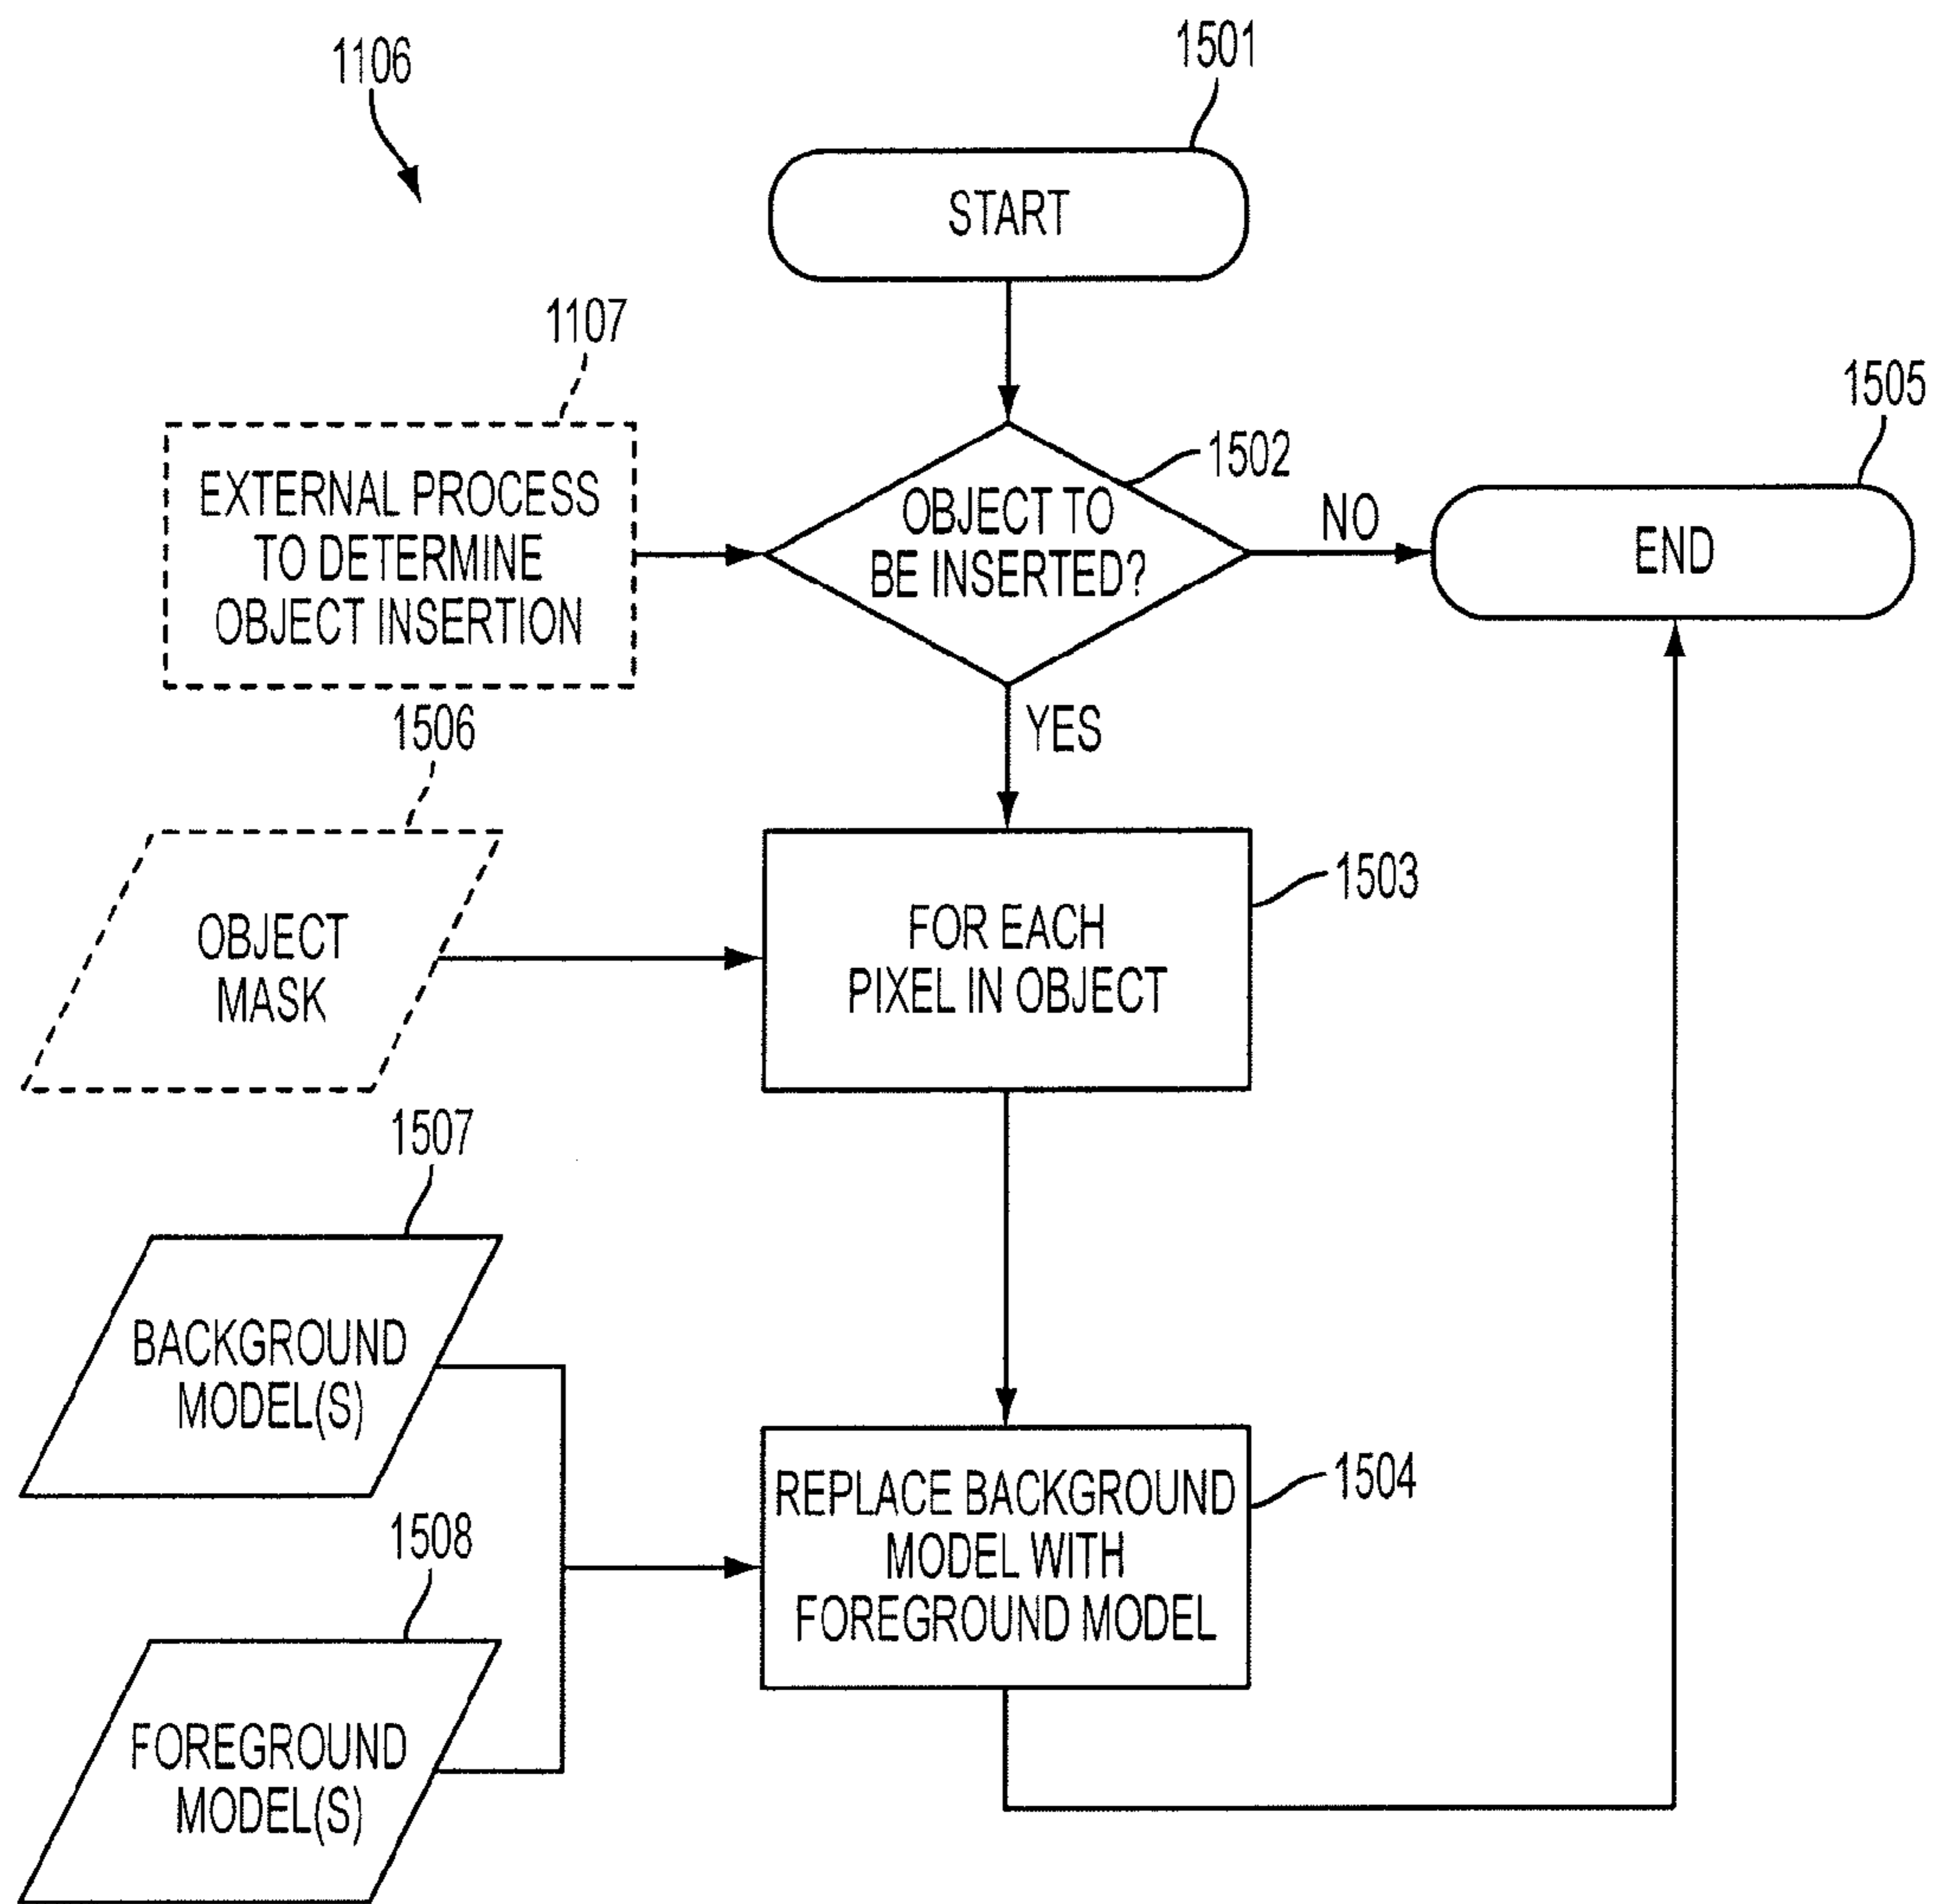 1106
1501
START
1107
1505
EXTERNAL PROCESS
TO DETERMINE
OBJECT INSERTION
1502
OBJECT TO
BE INSERTED?
NO
END
1506
YES
OBJECT
MASK
1503
FOR EACH
PIXEL IN OBJECT
1507
BACKGROUND
MODEL(S)
1504
REPLACE BACKGROUND
MODEL WITH
FOREGROUND MODEL
1508
FOREGROUND
MODEL(S)